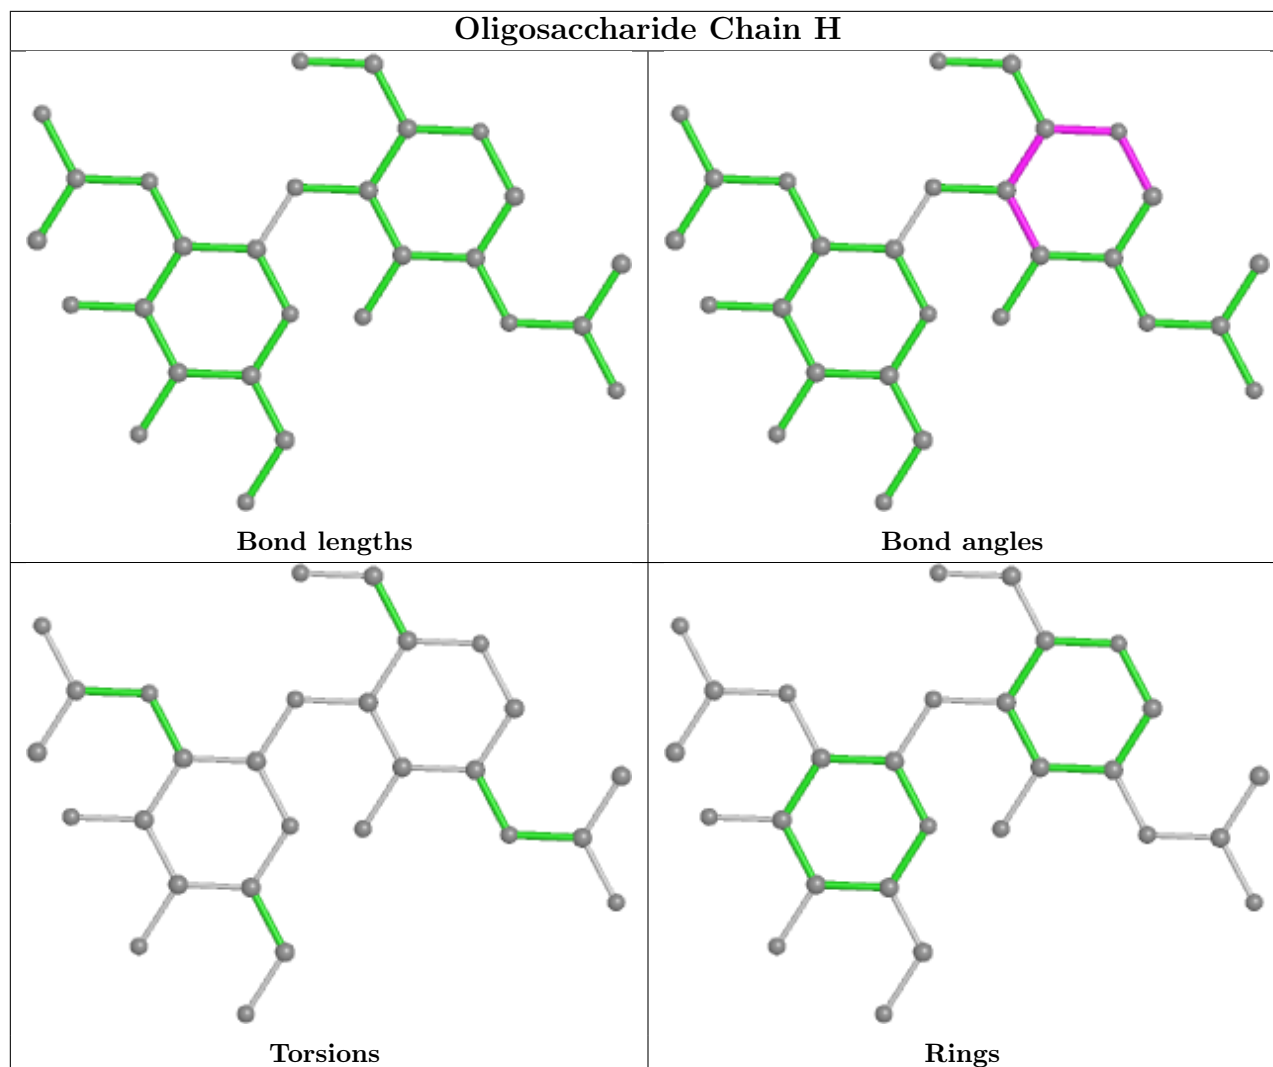 Oligosaccharide Chain H
Bond lengths
Bond angles
Torsions
Rings